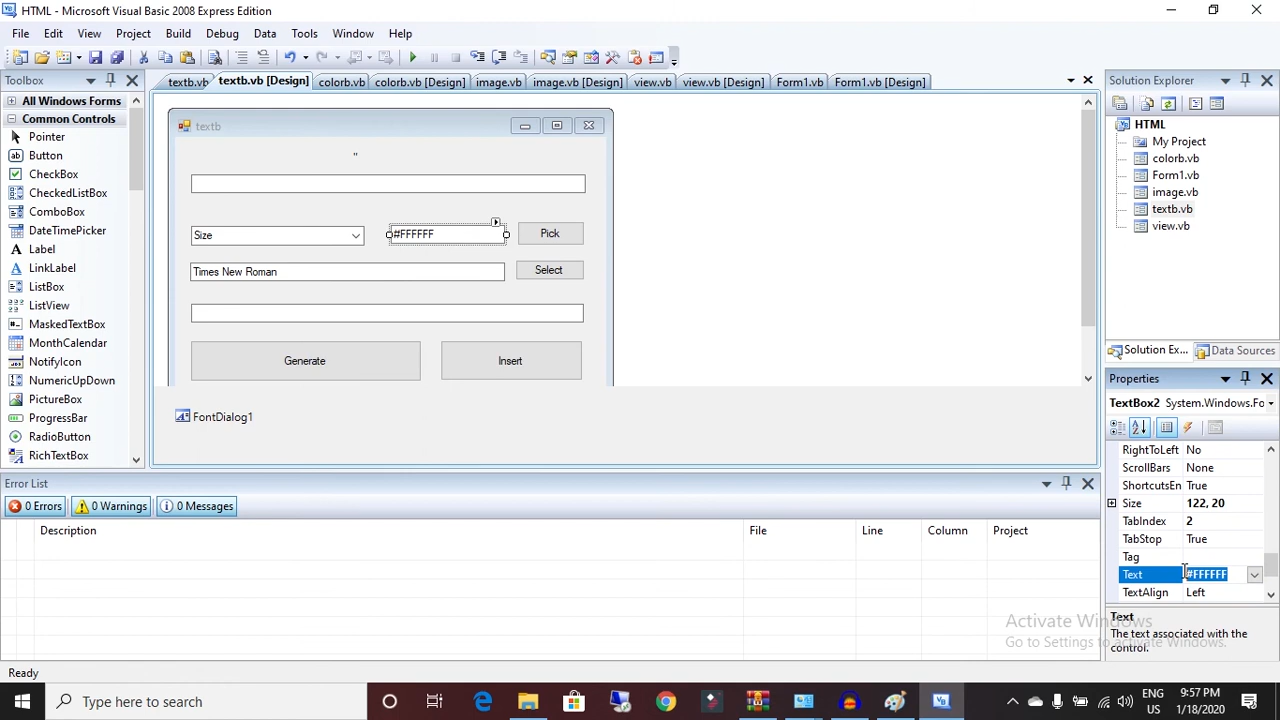 HTML - Microsoft Visual Basic 2008 Express Edition
File Edit View Project Build Debug Data Tools Window Help
Toolbox
textb.vb textb.vb [Design] colorb.vb colorb.vb [Design] image.vb image.vb [Design] view.vb view.vb [Design] Form1.vb Form1.vb [Design]
All Windows Forms
Common Controls
Pointer
Button
CheckBox
CheckedListBox
ComboBox
DateTimePicker
Label
LinkLabel
ListBox
ListView
MaskedTextBox
MonthCalendar
NotifyIcon
NumericUpDown
PictureBox
ProgressBar
RadioButton
RichTextBox
textb
"
Size #FFFFFF Pick
Times New Roman Select
Generate Insert
FontDialog1
Solution Explorer
HTML
My Project
colorb.vb
Form1.vb
image.vb
textb.vb
view.vb
Solution Ex... Data Sources
Properties
TextBox2 System.Windows.Fo
RightToLeft No
ScrollBars None
ShortcutsEn True
Size 122, 20
TabIndex 2
TabStop True
Tag
Text #FFFFFF
TextAlign Left
Text
The text associated with the
control.
Error List
0 Errors 0 Warnings 0 Messages
Description File Line Column Project
Activate Windows
Go to Settings to activate Windows.
Ready
Type here to search
ENG
US
9:57 PM
1/18/2020